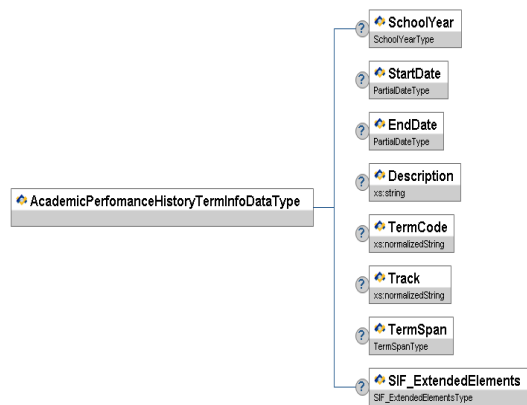 SchoolYear
SchoolYearType
StartDate
PartialDateType
EndDate
PartialDateType
Description
xs:string
AcademicPerfomanceHistoryTermInfoDataType
TermCode
xs:normalizedString
Track
xs:normalizedString
TermSpan
TermSpanType
SIF_ExtendedElements
SIF_ExtendedElementsType